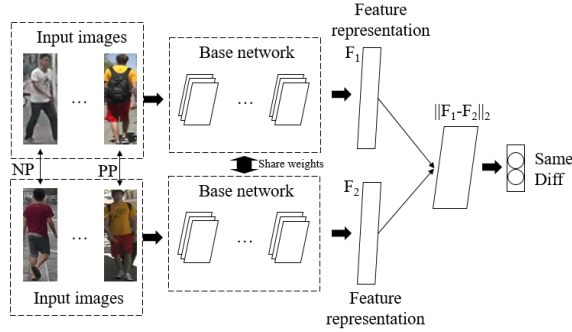 Feature
representation
Input images
Base network
F1
...
... ...
||F1-F2||2
NP
PP
Share weights
Same
Diff
Base network
F2
...
... ...
Input images
Feature
representation